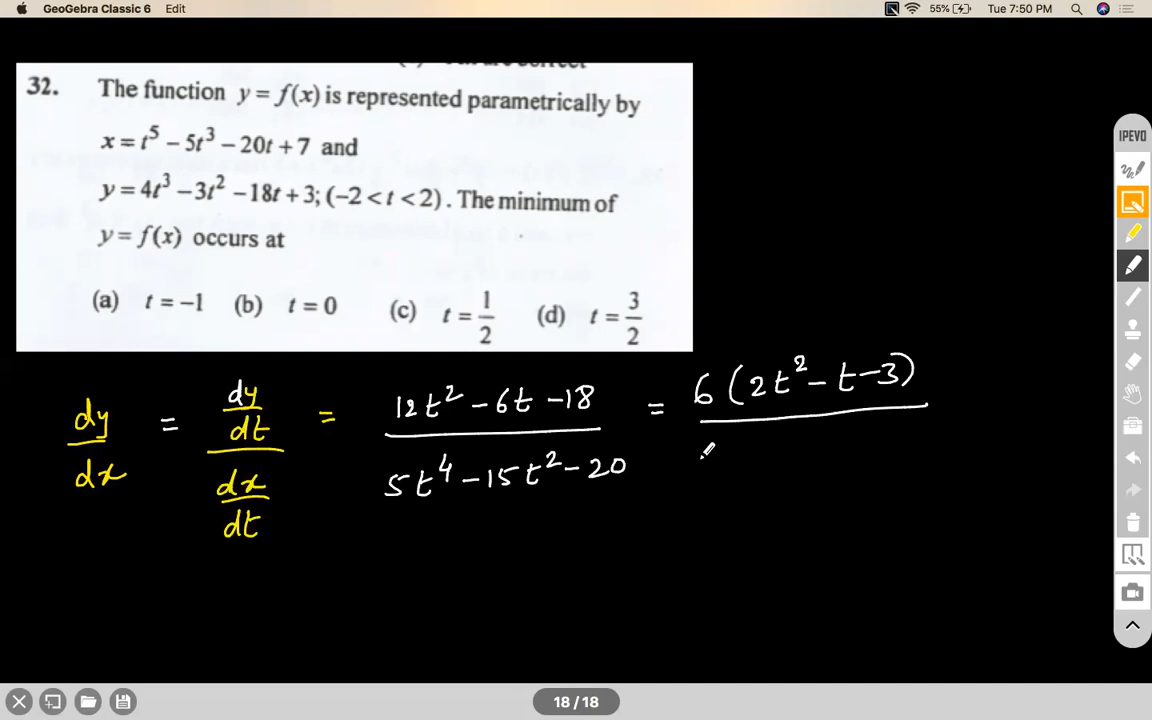 GeoGebra Classic 6 Edit 55% Tue 7:50 PM
32. The function y = f(x) is represented parametrically by
x = t⁵ − 5t³ − 20t + 7 and
y = 4t³ − 3t² − 18t + 3; (−2 < t < 2). The minimum of
y = f(x) occurs at
(a) t = −1 (b) t = 0 (c) t = 1/2 (d) t = 3/2
dy/dx = (dy/dt)/(dx/dt) = (12t² − 6t − 18)/(5t⁴ − 15t² − 20) = 6(2t² − t − 3)
IPEVO
18 / 18